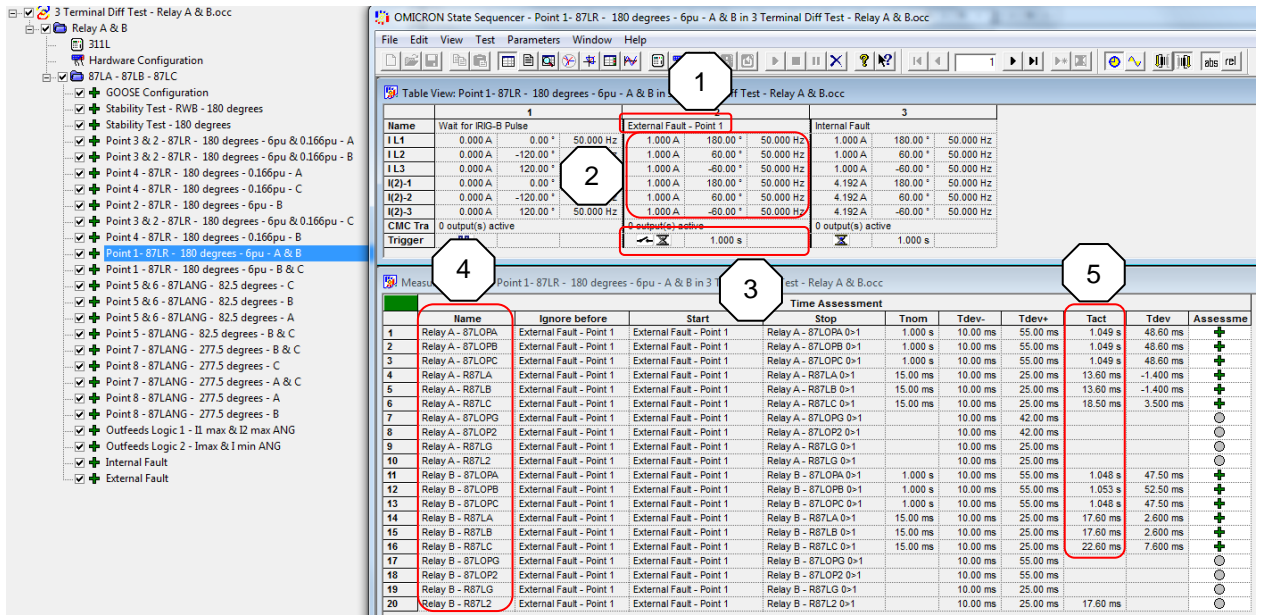 3 Terminal Diff Test - Relay A & B.occ
Relay A & B
311L
Hardware Configuration
87LA - 87LB - 87LC
GOOSE Configuration
Stability Test - RWB - 180 degrees
Stability Test - 180 degrees
Point 3 & 2 - 87LR - 180 degrees - 6pu & 0.166pu - A
Point 3 & 2 - 87LR - 180 degrees - 6pu & 0.166pu - B
Point 4 - 87LR - 180 degrees - 0.166pu - A
Point 4 - 87LR - 180 degrees - 0.166pu - C
Point 2 - 87LR - 180 degrees - 6pu - B
Point 3 & 2 - 87LR - 180 degrees - 6pu & 0.166pu - C
Point 4 - 87LR - 180 degrees - 0.166pu - B
Point 1- 87LR - 180 degrees - 6pu - A & B
Point 1 - 87LR - 180 degrees - 6pu - B & C
Point 5 & 6 - 87LANG - 82.5 degrees - C
Point 5 & 6 - 87LANG - 82.5 degrees - B
Point 5 & 6 - 87LANG - 82.5 degrees - A
Point 5 - 87LANG - 82.5 degrees - B & C
Point 7 - 87LANG - 277.5 degrees - B & C
Point 8 - 87LANG - 277.5 degrees - C
Point 7 - 87LANG - 277.5 degrees - A & C
Point 8 - 87LANG - 277.5 degrees - A
Point 8 - 87LANG - 277.5 degrees - B
Outfeeds Logic 1 - I1 max & I2 max ANG
Outfeeds Logic 2 - Imax & I min ANG
Internal Fault
External Fault
OMICRON State Sequencer - Point 1- 87LR - 180 degrees - 6pu - A & B in 3 Terminal Diff Test - Relay A & B.occ
File Edit View Test Parameters Window Help
1 abs rel
1
Table View: Point 1- 87LR - 180 degrees - 6pu - A & B in 3 ff Test - Relay A & B.occ
1 2 3
Name Wait for IRIG-B Pulse External Fault - Point 1 Internal Fault
I L1 0.000 A 0.00 ° 50.000 Hz 1.000 A 180.00 ° 50.000 Hz 1.000 A 180.00 ° 50.000 Hz
I L2 0.000 A -120.00 ° 1.000 A 60.00 ° 50.000 Hz 1.000 A 60.00 ° 50.000 Hz
I L3 0.000 A 120.00 ° 1.000 A -60.00 ° 50.000 Hz 1.000 A -60.00 ° 50.000 Hz
I(2)-1 0.000 A 0.00 ° 1.000 A 180.00 ° 50.000 Hz 4.192 A 180.00 ° 50.000 Hz
I(2)-2 0.000 A -120.00 ° 1.000 A 60.00 ° 50.000 Hz 4.192 A 60.00 ° 50.000 Hz
I(2)-3 0.000 A 120.00 ° 50.000 Hz 1.000 A -60.00 ° 50.000 Hz 4.192 A -60.00 ° 50.000 Hz
CMC Tra 0 output(s) active 0 output(s) active 0 output(s) active
Trigger 1.000 s 1.000 s
2
3
4
5
Mea Point 1- 87LR - 180 degrees - 6pu - A & B in 3 T est - Relay A & B.occ
Time Assessment
Name Ignore before Start Stop Tnom Tdev- Tdev+ Tact Tdev Assessme
1 Relay A - 87LOPA External Fault - Point 1 External Fault - Point 1 Relay A - 87LOPA 0>1 1.000 s 10.00 ms 55.00 ms 1.049 s 48.60 ms
2 Relay A - 87LOPB External Fault - Point 1 External Fault - Point 1 Relay A - 87LOPB 0>1 1.000 s 10.00 ms 55.00 ms 1.049 s 48.60 ms
3 Relay A - 87LOPC External Fault - Point 1 External Fault - Point 1 Relay A - 87LOPC 0>1 1.000 s 10.00 ms 55.00 ms 1.049 s 48.60 ms
4 Relay A - R87LA External Fault - Point 1 External Fault - Point 1 Relay A - R87LA 0>1 15.00 ms 10.00 ms 25.00 ms 13.60 ms -1.400 ms
5 Relay A - R87LB External Fault - Point 1 External Fault - Point 1 Relay A - R87LB 0>1 15.00 ms 10.00 ms 25.00 ms 13.60 ms -1.400 ms
6 Relay A - R87LC External Fault - Point 1 External Fault - Point 1 Relay A - R87LC 0>1 15.00 ms 10.00 ms 25.00 ms 18.50 ms 3.500 ms
7 Relay A - 87LOPG External Fault - Point 1 External Fault - Point 1 Relay A - 87LOPG 0>1 10.00 ms 42.00 ms
8 Relay A - 87LOP2 External Fault - Point 1 External Fault - Point 1 Relay A - 87LOP2 0>1 10.00 ms 42.00 ms
9 Relay A - R87LG External Fault - Point 1 External Fault - Point 1 Relay A - R87LG 0>1 10.00 ms 25.00 ms
10 Relay A - R87L2 External Fault - Point 1 External Fault - Point 1 Relay A - R87LG 0>1 10.00 ms 25.00 ms
11 Relay B - 87LOPA External Fault - Point 1 External Fault - Point 1 Relay B - 87LOPA 0>1 1.000 s 10.00 ms 55.00 ms 1.048 s 47.50 ms
12 Relay B - 87LOPB External Fault - Point 1 External Fault - Point 1 Relay B - 87LOPB 0>1 1.000 s 10.00 ms 55.00 ms 1.053 s 52.50 ms
13 Relay B - 87LOPC External Fault - Point 1 External Fault - Point 1 Relay B - 87LOPC 0>1 1.000 s 10.00 ms 55.00 ms 1.048 s 47.50 ms
14 Relay B - R87LA External Fault - Point 1 External Fault - Point 1 Relay B - R87LA 0>1 15.00 ms 10.00 ms 25.00 ms 17.60 ms 2.600 ms
15 Relay B - R87LB External Fault - Point 1 External Fault - Point 1 Relay B - R87LB 0>1 15.00 ms 10.00 ms 25.00 ms 17.60 ms 2.600 ms
16 Relay B - R87LC External Fault - Point 1 External Fault - Point 1 Relay B - R87LC 0>1 15.00 ms 10.00 ms 25.00 ms 22.60 ms 7.600 ms
17 Relay B - 87LOPG External Fault - Point 1 External Fault - Point 1 Relay B - 87LOPG 0>1 10.00 ms 55.00 ms
18 Relay B - 87LOP2 External Fault - Point 1 External Fault - Point 1 Relay B - 87LOP2 0>1 10.00 ms 55.00 ms
19 Relay B - R87LG External Fault - Point 1 External Fault - Point 1 Relay B - R87LG 0>1 10.00 ms 25.00 ms
20 Relay B - R87L2 External Fault - Point 1 External Fault - Point 1 Relay B - R87L2 0>1 10.00 ms 25.00 ms 17.60 ms